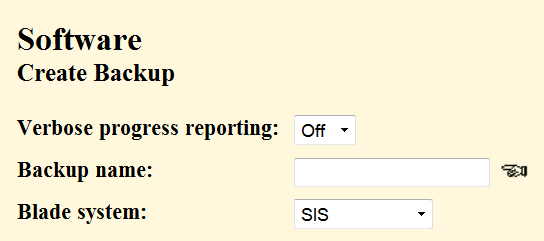 Software
Create Backup
Verbose progress reporting: Off
Backup name:
Blade system: SIS